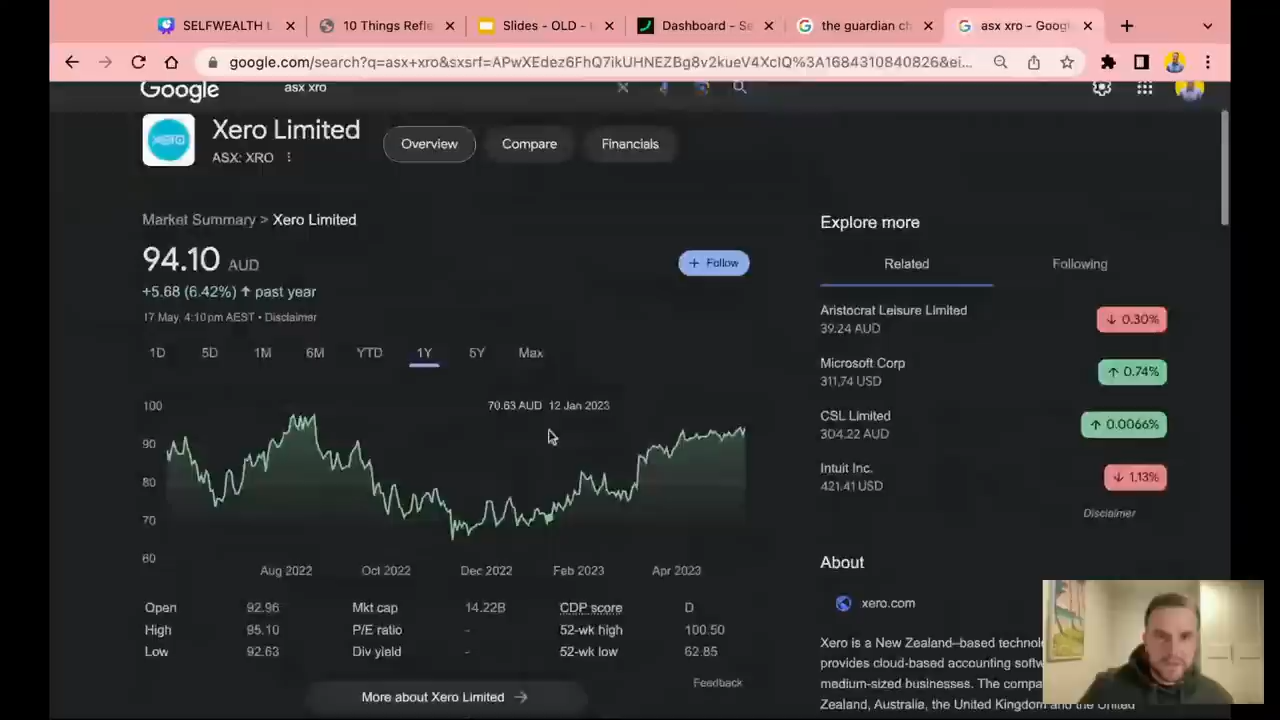 SELFWEALTH L
10 Things Refle
Slides - OLD -
Dashboard - Se
the guardian ch
asx xro - Goog
google.com/search?q=asx+xro&sxsrf=APwXEdez6FhQ7ikUHNEZBg8v2kueV4XcIQ%3A1684310840826&ei...
Google
asx xro
Xero Limited
ASX: XRO
Overview
Compare
Financials
Market Summary > Xero Limited
94.10 AUD
+ Follow
+5.68 (6.42%) ↑ past year
17 May, 4:10 pm AEST • Disclaimer
1D 5D 1M 6M YTD 1Y 5Y Max
70.63 AUD 12 Jan 2023
100
90
80
70
60
Aug 2022 Oct 2022 Dec 2022 Feb 2023 Apr 2023
Open 92.96 Mkt cap 14.22B CDP score D
High 95.10 P/E ratio - 52-wk high 100.50
Low 92.63 Div yield - 52-wk low 62.85
Feedback
More about Xero Limited →
Explore more
Related Following
Aristocrat Leisure Limited
39.24 AUD
↓ 0.30%
Microsoft Corp
311.74 USD
↑ 0.74%
CSL Limited
304.22 AUD
↑ 0.0066%
Intuit Inc.
421.41 USD
↓ 1.13%
Disclaimer
About
xero.com
Xero is a New Zealand–based technol
provides cloud-based accounting softw
medium-sized businesses. The compa
Zealand, Australia, the United Kingdom and the United